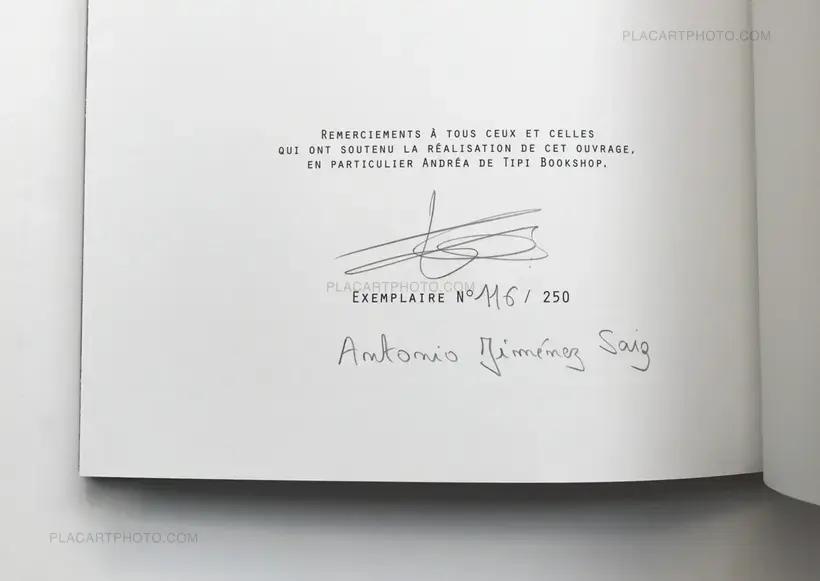 PLACARTPHOTO.COM
Remerciements à tous ceux et celles
qui ont soutenu la réalisation de cet ouvrage,
en particulier Andréa de Tipi Bookshop.
PLACARTPHOTO.COM
Exemplaire N° 116 / 250
Antonio Jiménez Saiz
PLACARTPHOTO.COM